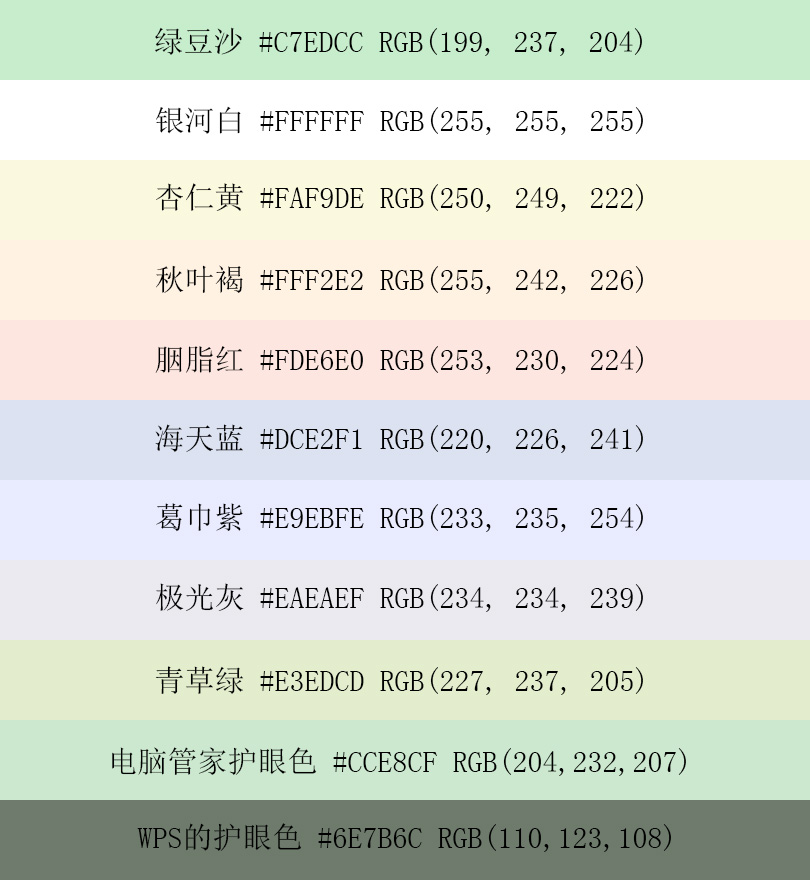 绿豆沙 #C7EDCC RGB(199, 237, 204)
银河白 #FFFFFF RGB(255, 255, 255)
杏仁黄 #FAF9DE RGB(250, 249, 222)
秋叶褐 #FFF2E2 RGB(255, 242, 226)
胭脂红 #FDE6E0 RGB(253, 230, 224)
海天蓝 #DCE2F1 RGB(220, 226, 241)
葛巾紫 #E9EBFE RGB(233, 235, 254)
极光灰 #EAEAEF RGB(234, 234, 239)
青草绿 #E3EDCD RGB(227, 237, 205)
电脑管家护眼色 #CCE8CF RGB(204,232,207)
WPS的护眼色 #6E7B6C RGB(110,123,108)